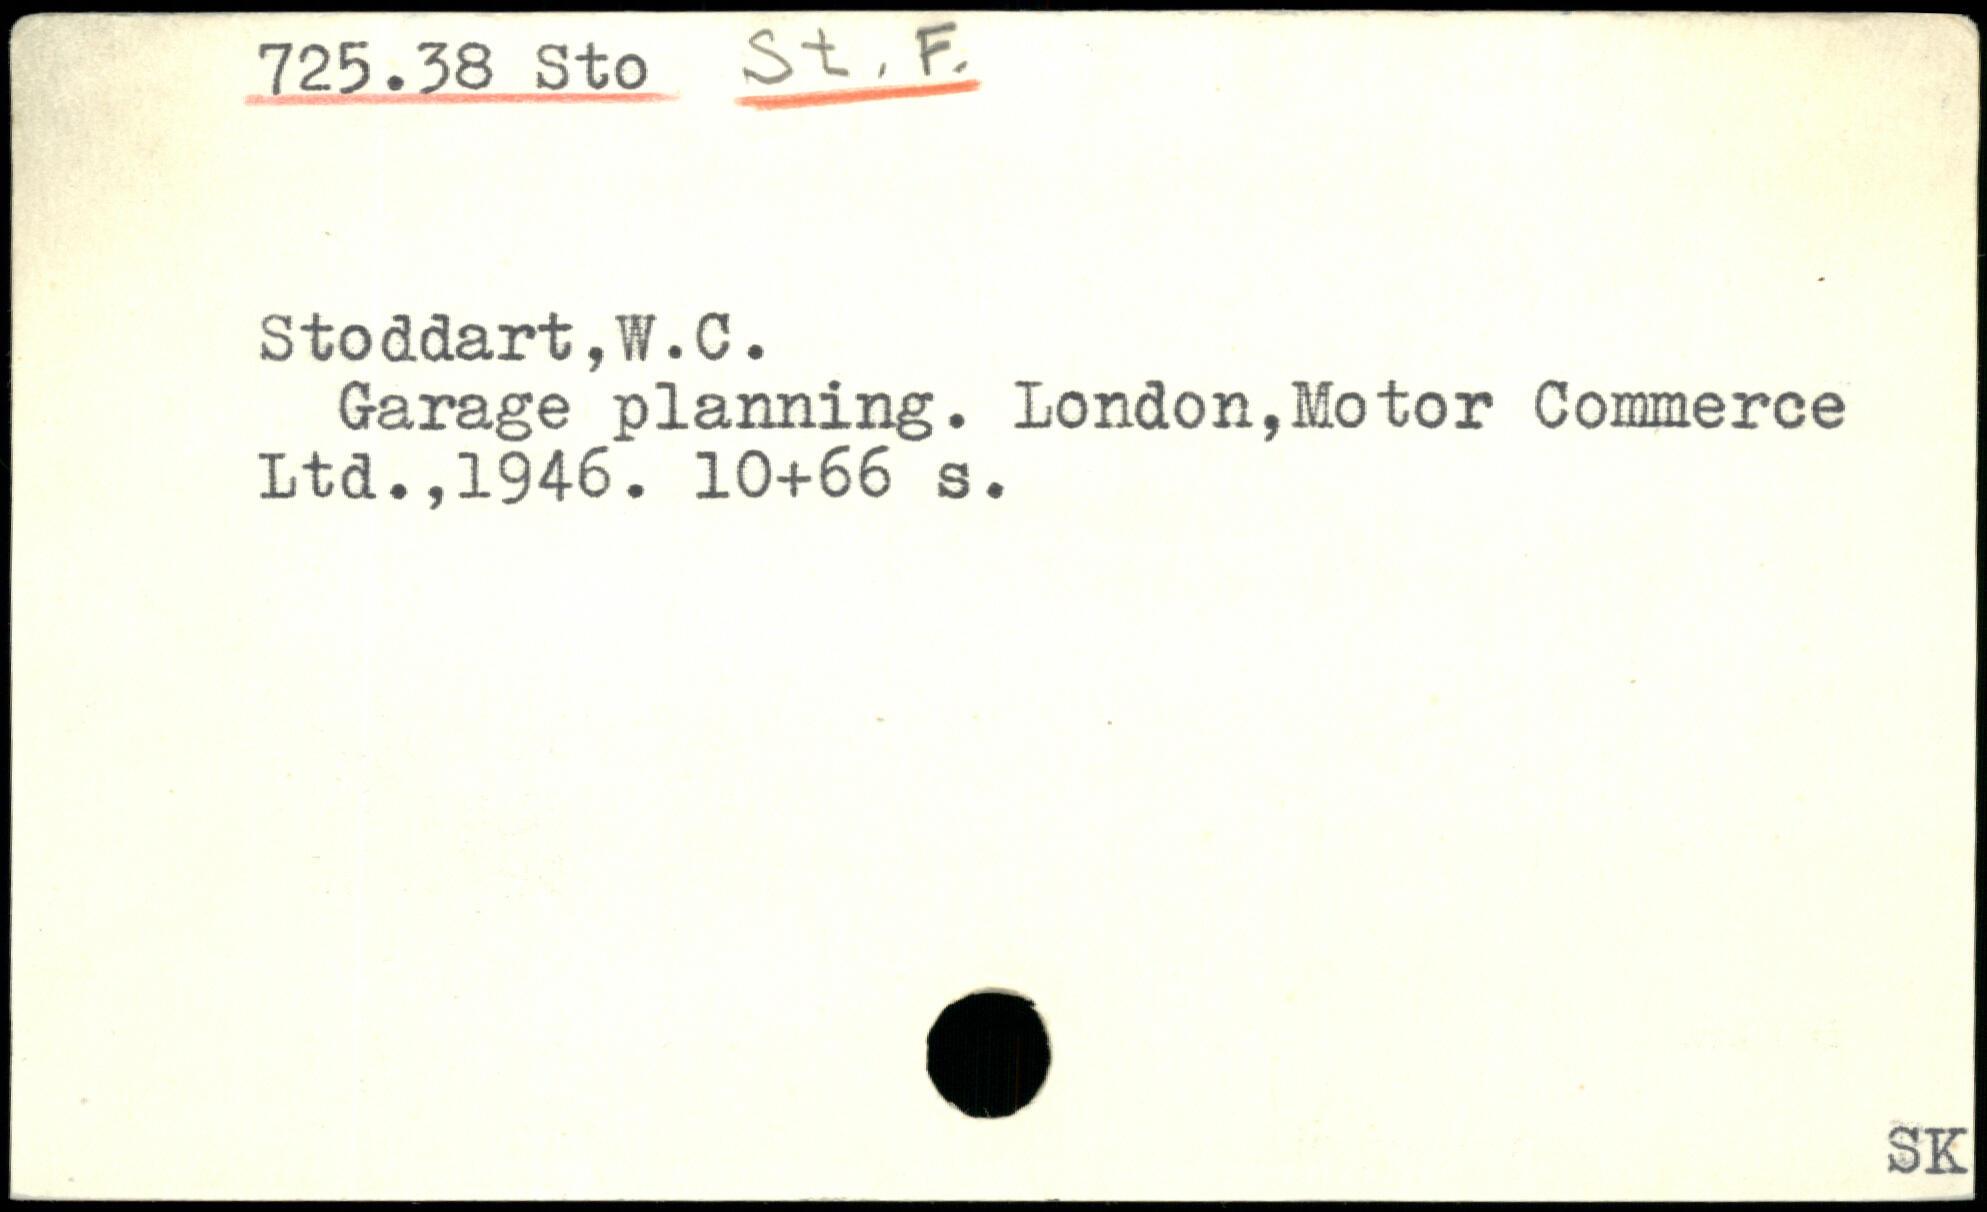 725.38 Sto St. F.
Stoddart,W.C.
Garage planning. London,Motor Commerce
Ltd.,1946. 10+66 s.
SK